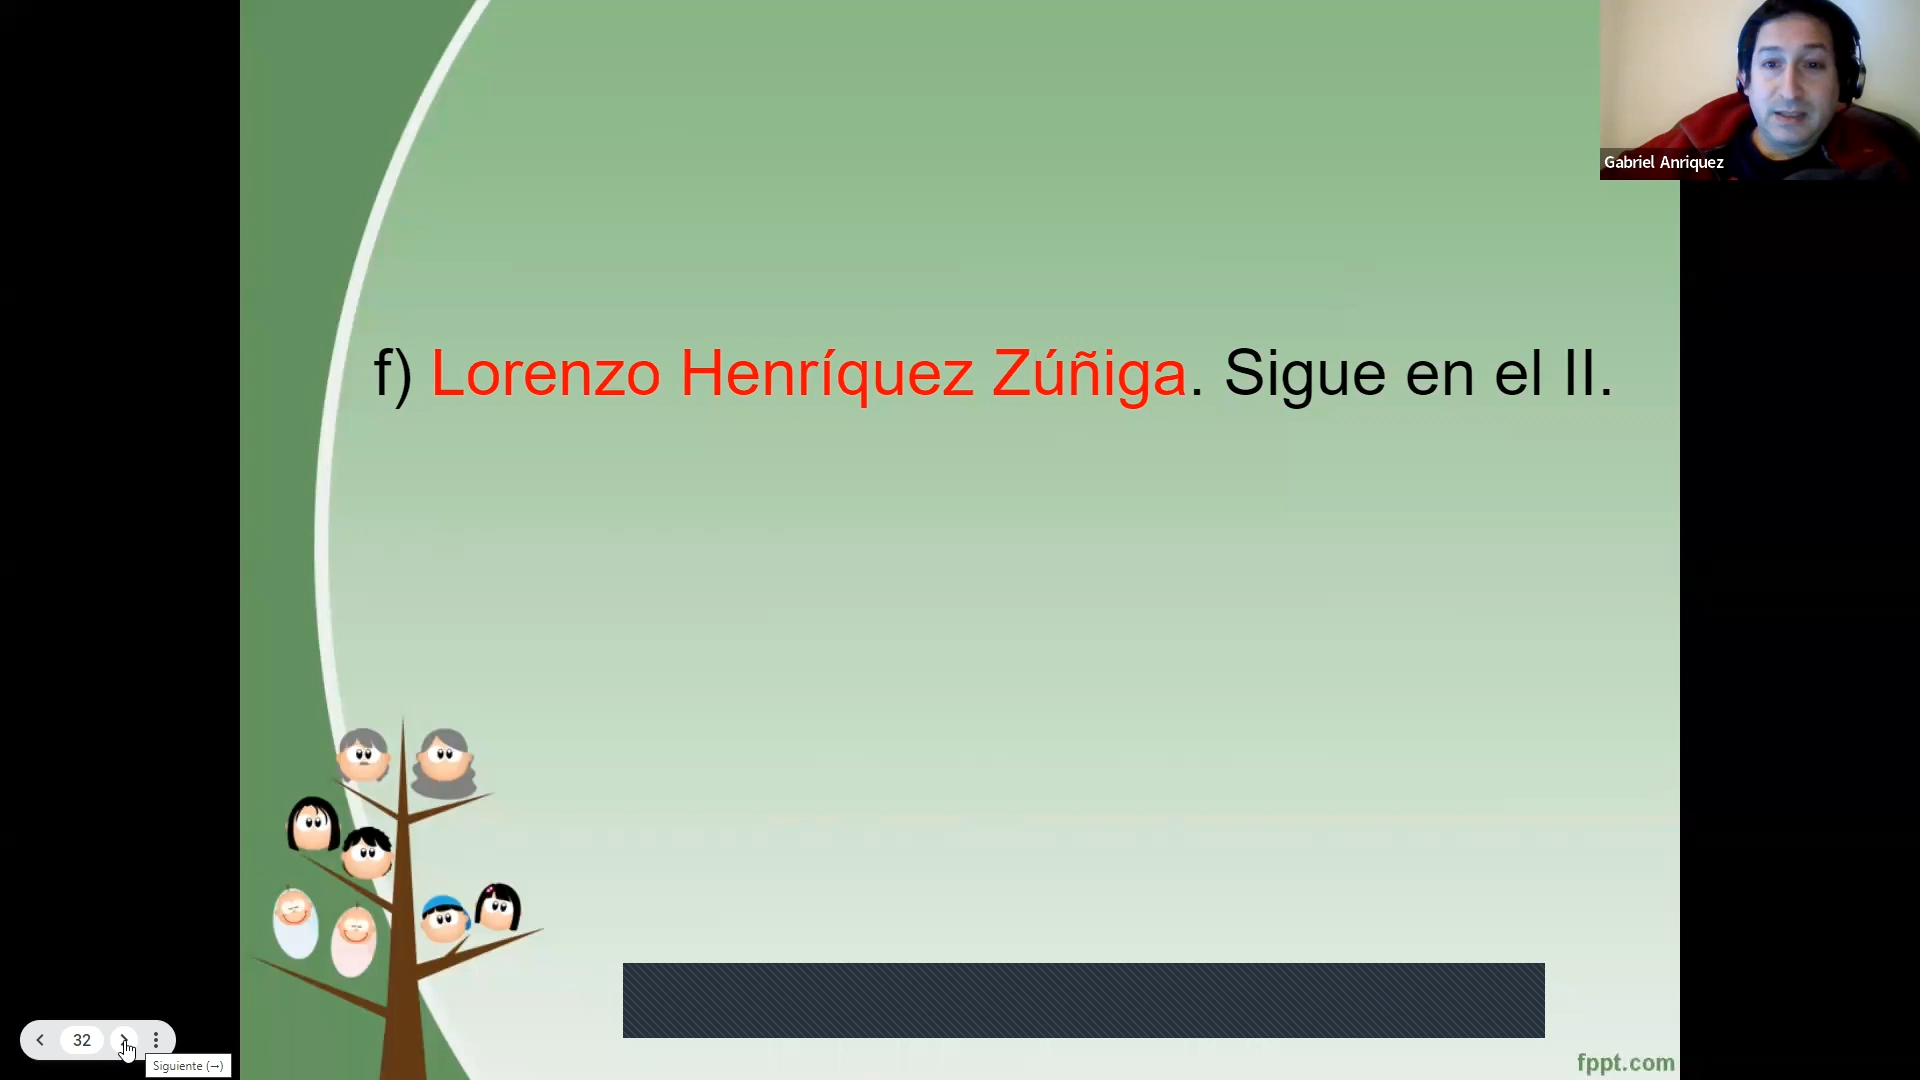 Gabriel Anriquez
f) Lorenzo Henríquez Zúñiga. Sigue en el II.
32
Siguiente (→)
fppt.com